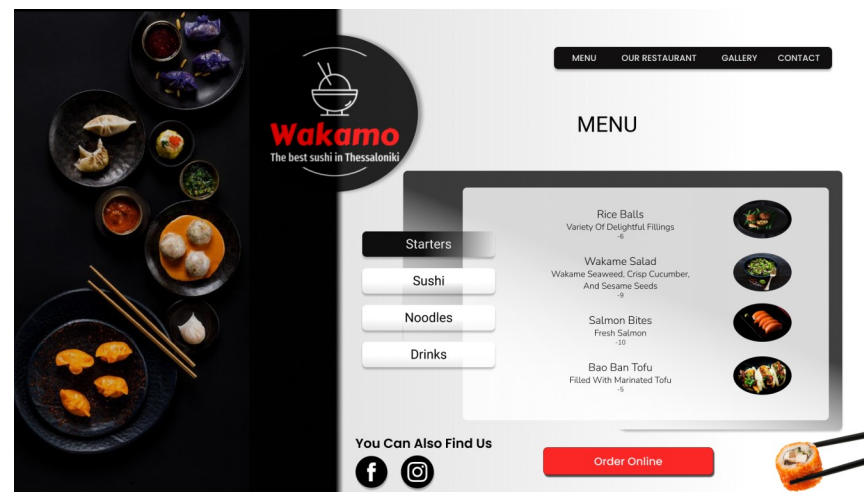 MENU OUR RESTAURANT GALLERY CONTACT
Wakamo
The best sushi in Thessaloniki
MENU
Starters
Sushi
Noodles
Drinks
Rice Balls
Variety Of Delightful Fillings
-6
Wakame Salad
Wakame Seaweed, Crisp Cucumber,
And Sesame Seeds
-9
Salmon Bites
Fresh Salmon
-10
Bao Ban Tofu
Filled With Marinated Tofu
-5
You Can Also Find Us
Order Online